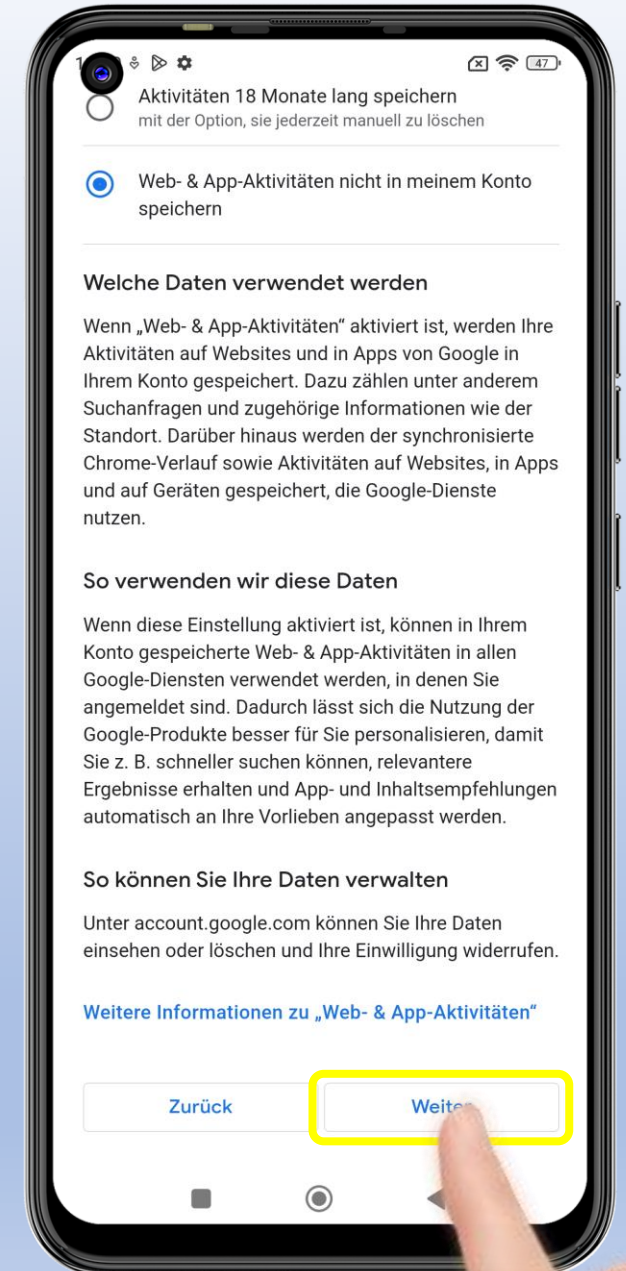 47
Aktivitäten 18 Monate lang speichern
mit der Option, sie jederzeit manuell zu löschen
Web- & App-Aktivitäten nicht in meinem Konto
speichern
Welche Daten verwendet werden
Wenn „Web- & App-Aktivitäten“ aktiviert ist, werden Ihre
Aktivitäten auf Websites und in Apps von Google in
Ihrem Konto gespeichert. Dazu zählen unter anderem
Suchanfragen und zugehörige Informationen wie der
Standort. Darüber hinaus werden der synchronisierte
Chrome-Verlauf sowie Aktivitäten auf Websites, in Apps
und auf Geräten gespeichert, die Google-Dienste
nutzen.
So verwenden wir diese Daten
Wenn diese Einstellung aktiviert ist, können in Ihrem
Konto gespeicherte Web- & App-Aktivitäten in allen
Google-Diensten verwendet werden, in denen Sie
angemeldet sind. Dadurch lässt sich die Nutzung der
Google-Produkte besser für Sie personalisieren, damit
Sie z. B. schneller suchen können, relevantere
Ergebnisse erhalten und App- und Inhaltsempfehlungen
automatisch an Ihre Vorlieben angepasst werden.
So können Sie Ihre Daten verwalten
Unter account.google.com können Sie Ihre Daten
einsehen oder löschen und Ihre Einwilligung widerrufen.
Weitere Informationen zu „Web- & App-Aktivitäten“
Zurück Weiter